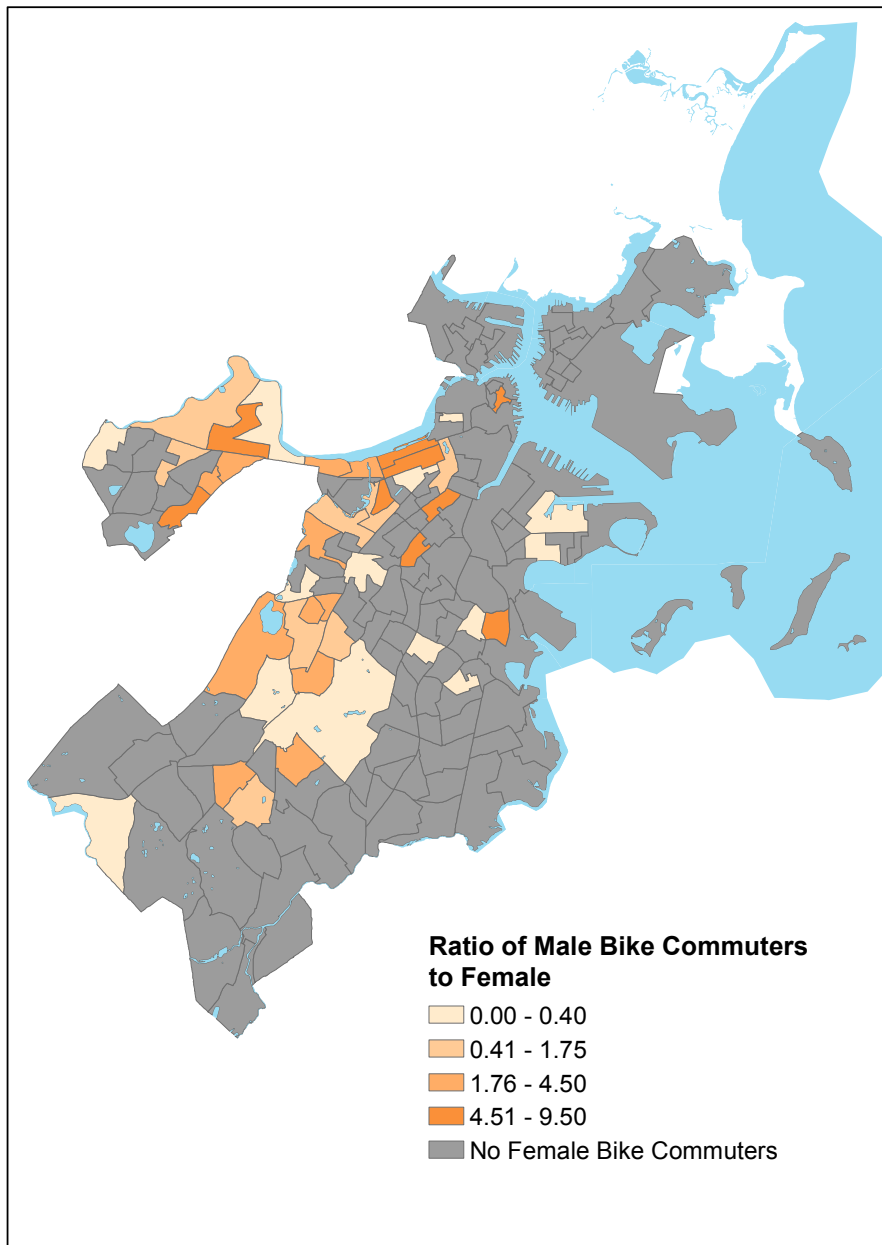 Ratio of Male Bike Commuters
to Female
0.00 - 0.40
0.41 - 1.75
1.76 - 4.50
4.51 - 9.50
No Female Bike Commuters